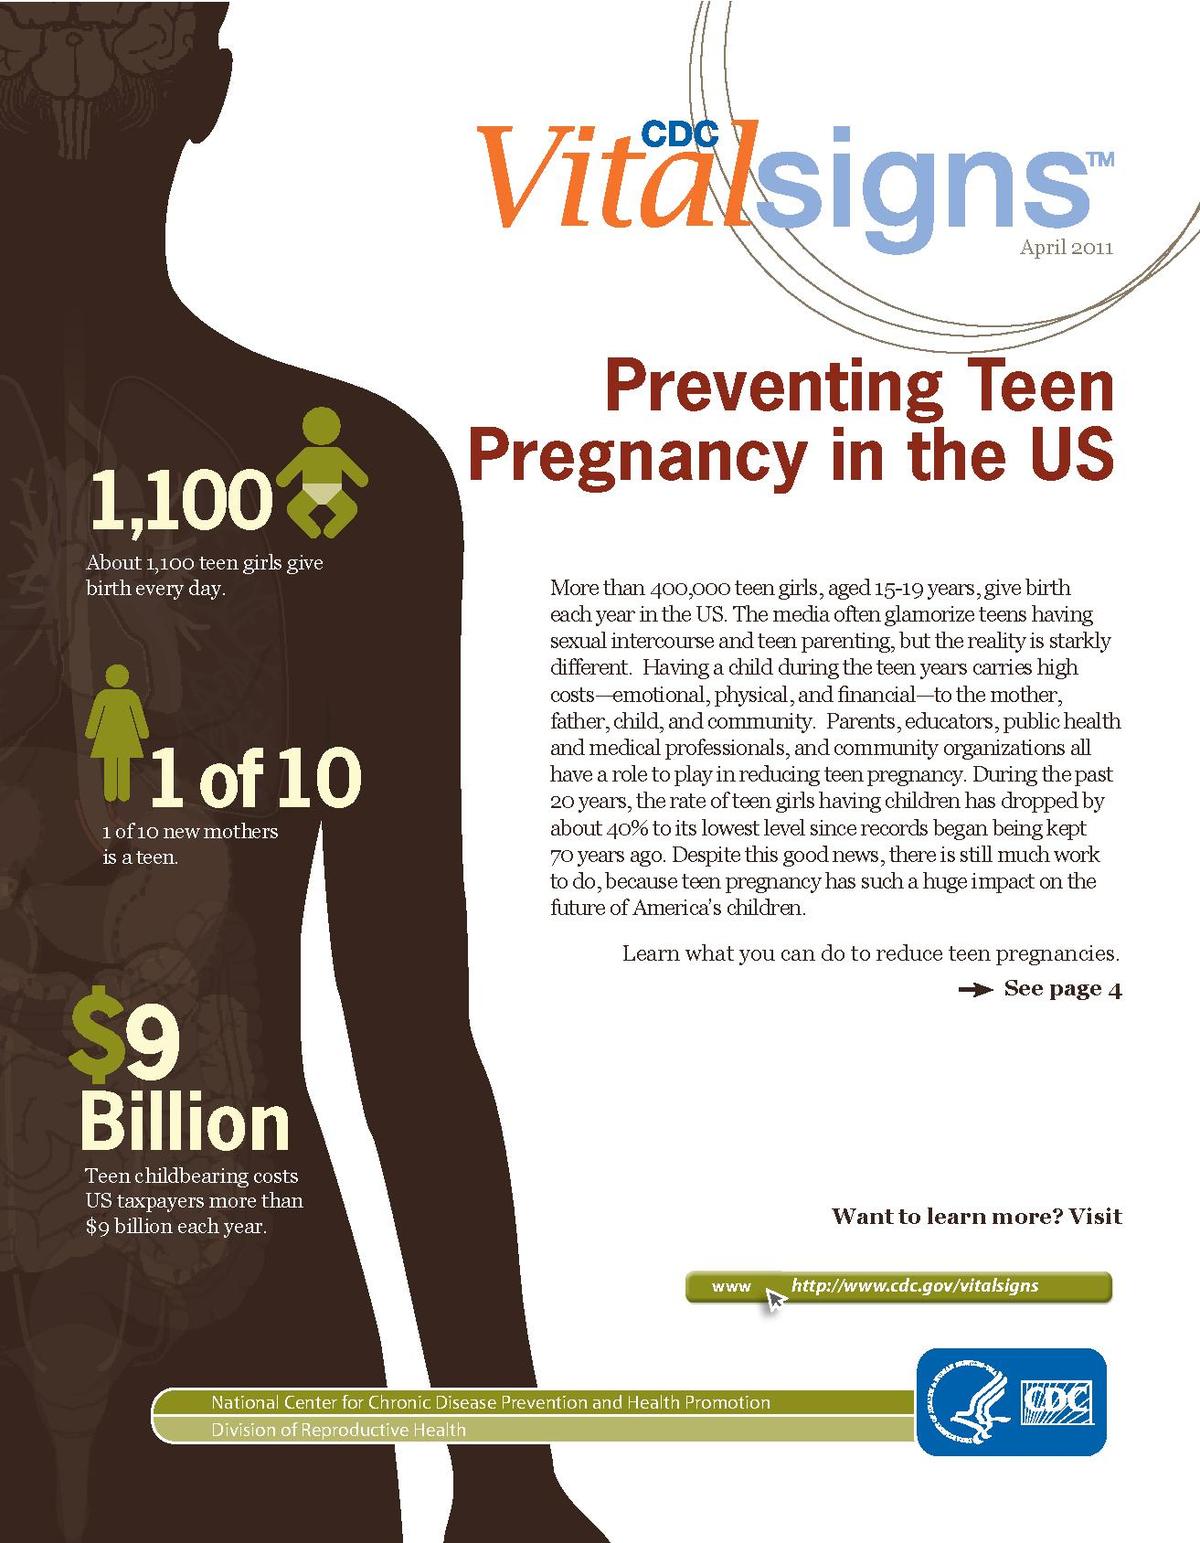 CDC
Vitalsigns™
April 2011
Preventing Teen
Pregnancy in the US
1,100
About 1,100 teen girls give
birth every day.
1 of 10
1 of 10 new mothers
is a teen.
$9
Billion
Teen childbearing costs
US taxpayers more than
$9 billion each year.
More than 400,000 teen girls, aged 15-19 years, give birth
each year in the US. The media often glamorize teens having
sexual intercourse and teen parenting, but the reality is starkly
different.  Having a child during the teen years carries high
costs—emotional, physical, and financial—to the mother,
father, child, and community.  Parents, educators, public health
and medical professionals, and community organizations all
have a role to play in reducing teen pregnancy. During the past
20 years, the rate of teen girls having children has dropped by
about 40% to its lowest level since records began being kept
70 years ago. Despite this good news, there is still much work
to do, because teen pregnancy has such a huge impact on the
future of America's children.
Learn what you can do to reduce teen pregnancies.
See page 4
Want to learn more? Visit
www http://www.cdc.gov/vitalsigns
National Center for Chronic Disease Prevention and Health Promotion
Division of Reproductive Health
CDC